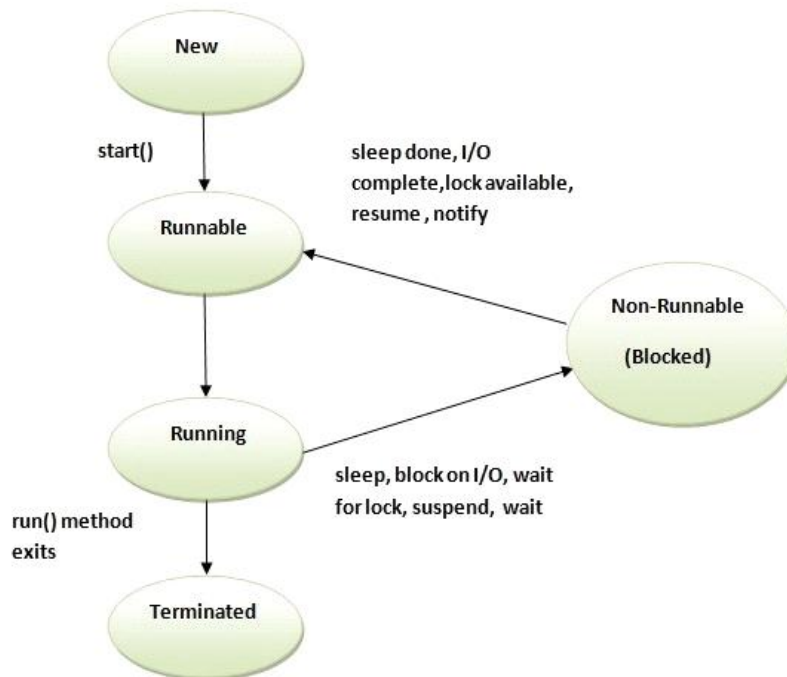 New
start()
sleep done, I/O
complete,lock available,
resume , notify
Runnable
Non-Runnable
(Blocked)
Running
sleep, block on I/O, wait
for lock, suspend, wait
run() method
exits
Terminated